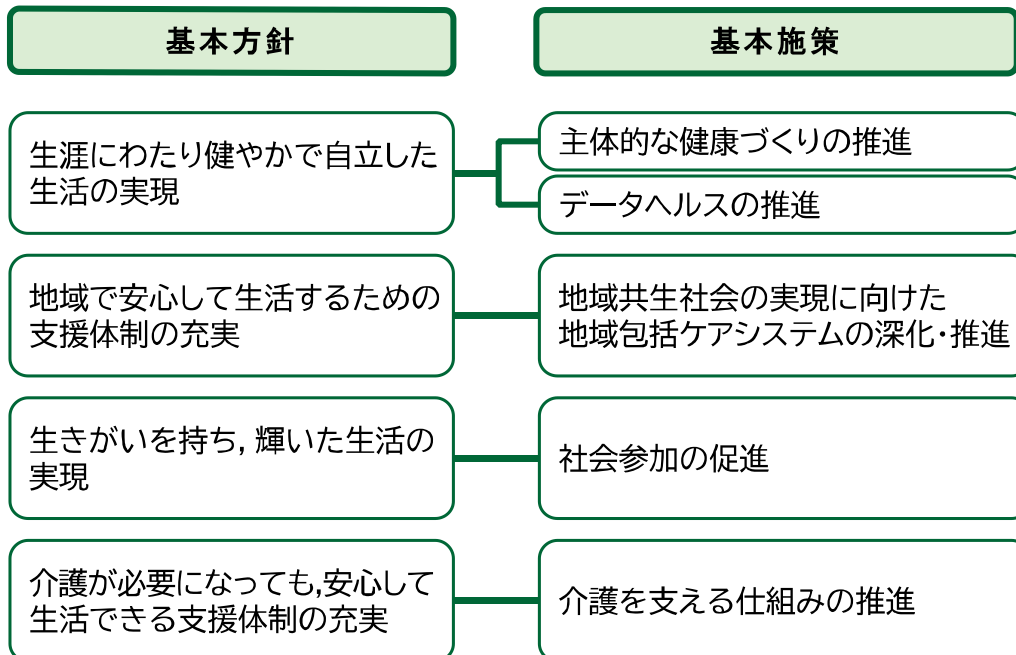 基本方針
基本施策
生涯にわたり健やかで自立した
生活の実現
主体的な健康づくりの推進
データヘルスの推進
地域で安心して生活するための
支援体制の充実
地域共生社会の実現に向けた
地域包括ケアシステムの深化・推進
生きがいを持ち，輝いた生活の
実現
社会参加の促進
介護が必要になっても，安心して
生活できる支援体制の充実
介護を支える仕組みの推進